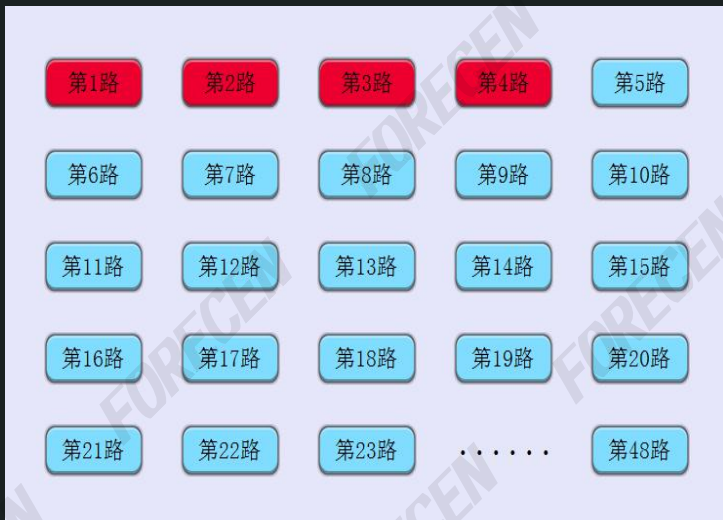 第1路 第2路 第3路 第4路 第5路
第6路 第7路 第8路 第9路 第10路
第11路 第12路 第13路 第14路 第15路
第16路 第17路 第18路 第19路 第20路
第21路 第22路 第23路 ······ 第48路
FORECEN
FORECEN
FORECEN